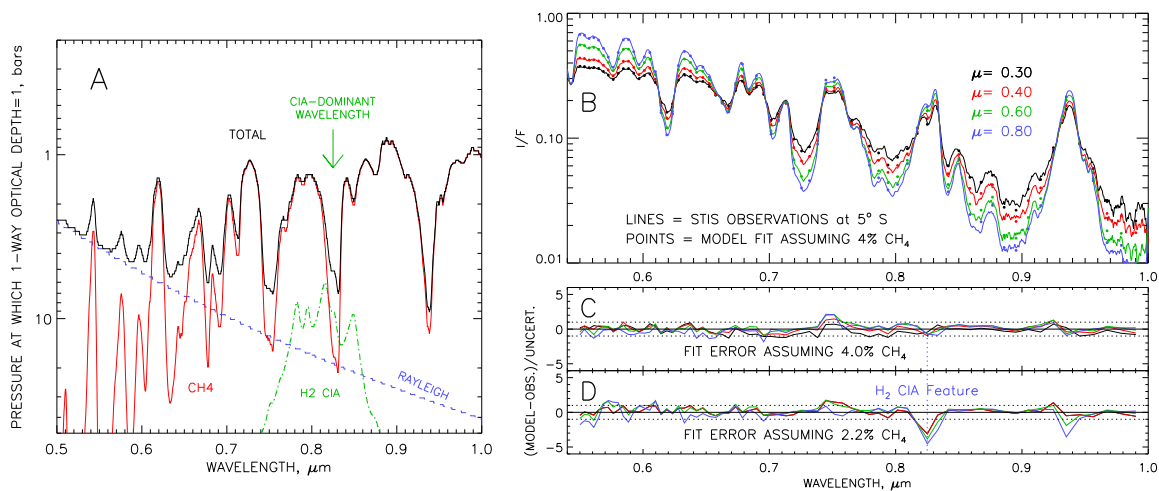 PRESSURE AT WHICH 1-WAY OPTICAL DEPTH=1, bars
1
10
A
CIA-DOMINANT
WAVELENGTH
TOTAL
CH4
H2 CIA
RAYLEIGH
0.5 0.6 0.7 0.8 0.9 1.0
WAVELENGTH, μm
I/F
1.00
0.10
0.01
B
μ= 0.30
μ= 0.40
μ= 0.60
μ= 0.80
LINES = STIS OBSERVATIONS at 5° S
POINTS = MODEL FIT ASSUMING 4% CH₄
0.6 0.7 0.8 0.9 1.0
(MODEL-OBS.)/UNCERT.
5
0
-5
C
FIT ERROR ASSUMING 4.0% CH₄
5
0
-5
D
H₂ CIA Feature
FIT ERROR ASSUMING 2.2% CH₄
0.6 0.7 0.8 0.9 1.0
WAVELENGTH, μm